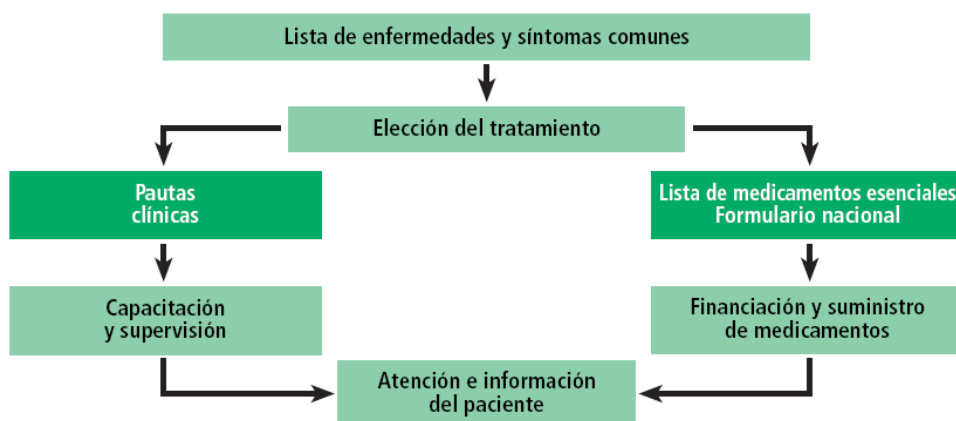 Lista de enfermedades y síntomas comunes
Elección del tratamiento
Pautas
clínicas
Lista de medicamentos esenciales
Formulario nacional
Capacitación
y supervisión
Financiación y suministro
de medicamentos
Atención e información
del paciente